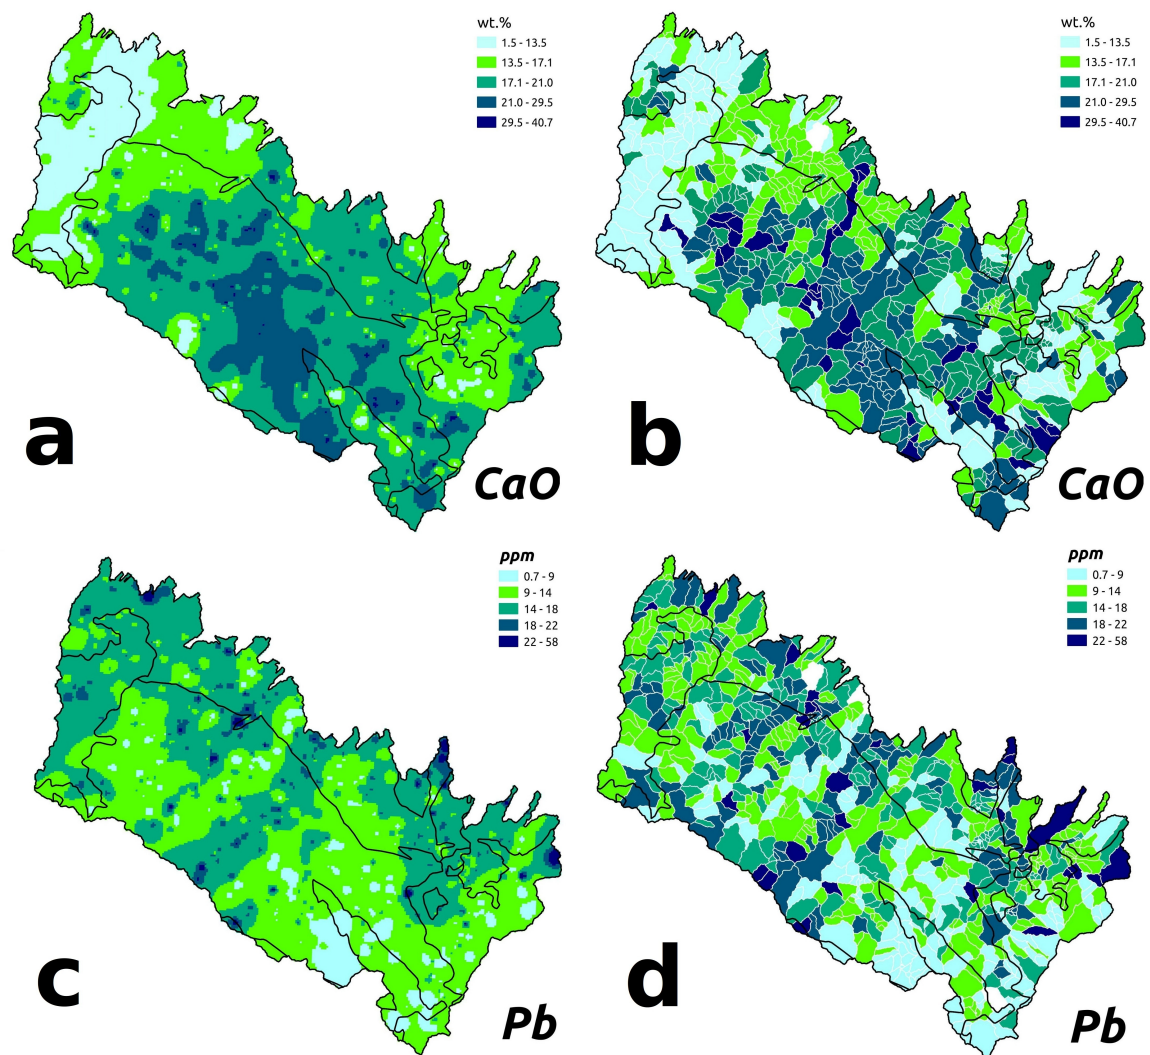 wt.%
1.5 - 13.5
13.5 - 17.1
17.1 - 21.0
21.0 - 29.5
29.5 - 40.7
a
CaO
wt.%
1.5 - 13.5
13.5 - 17.1
17.1 - 21.0
21.0 - 29.5
29.5 - 40.7
b
CaO
ppm
0.7 - 9
9 - 14
14 - 18
18 - 22
22 - 58
c
Pb
ppm
0.7 - 9
9 - 14
14 - 18
18 - 22
22 - 58
d
Pb